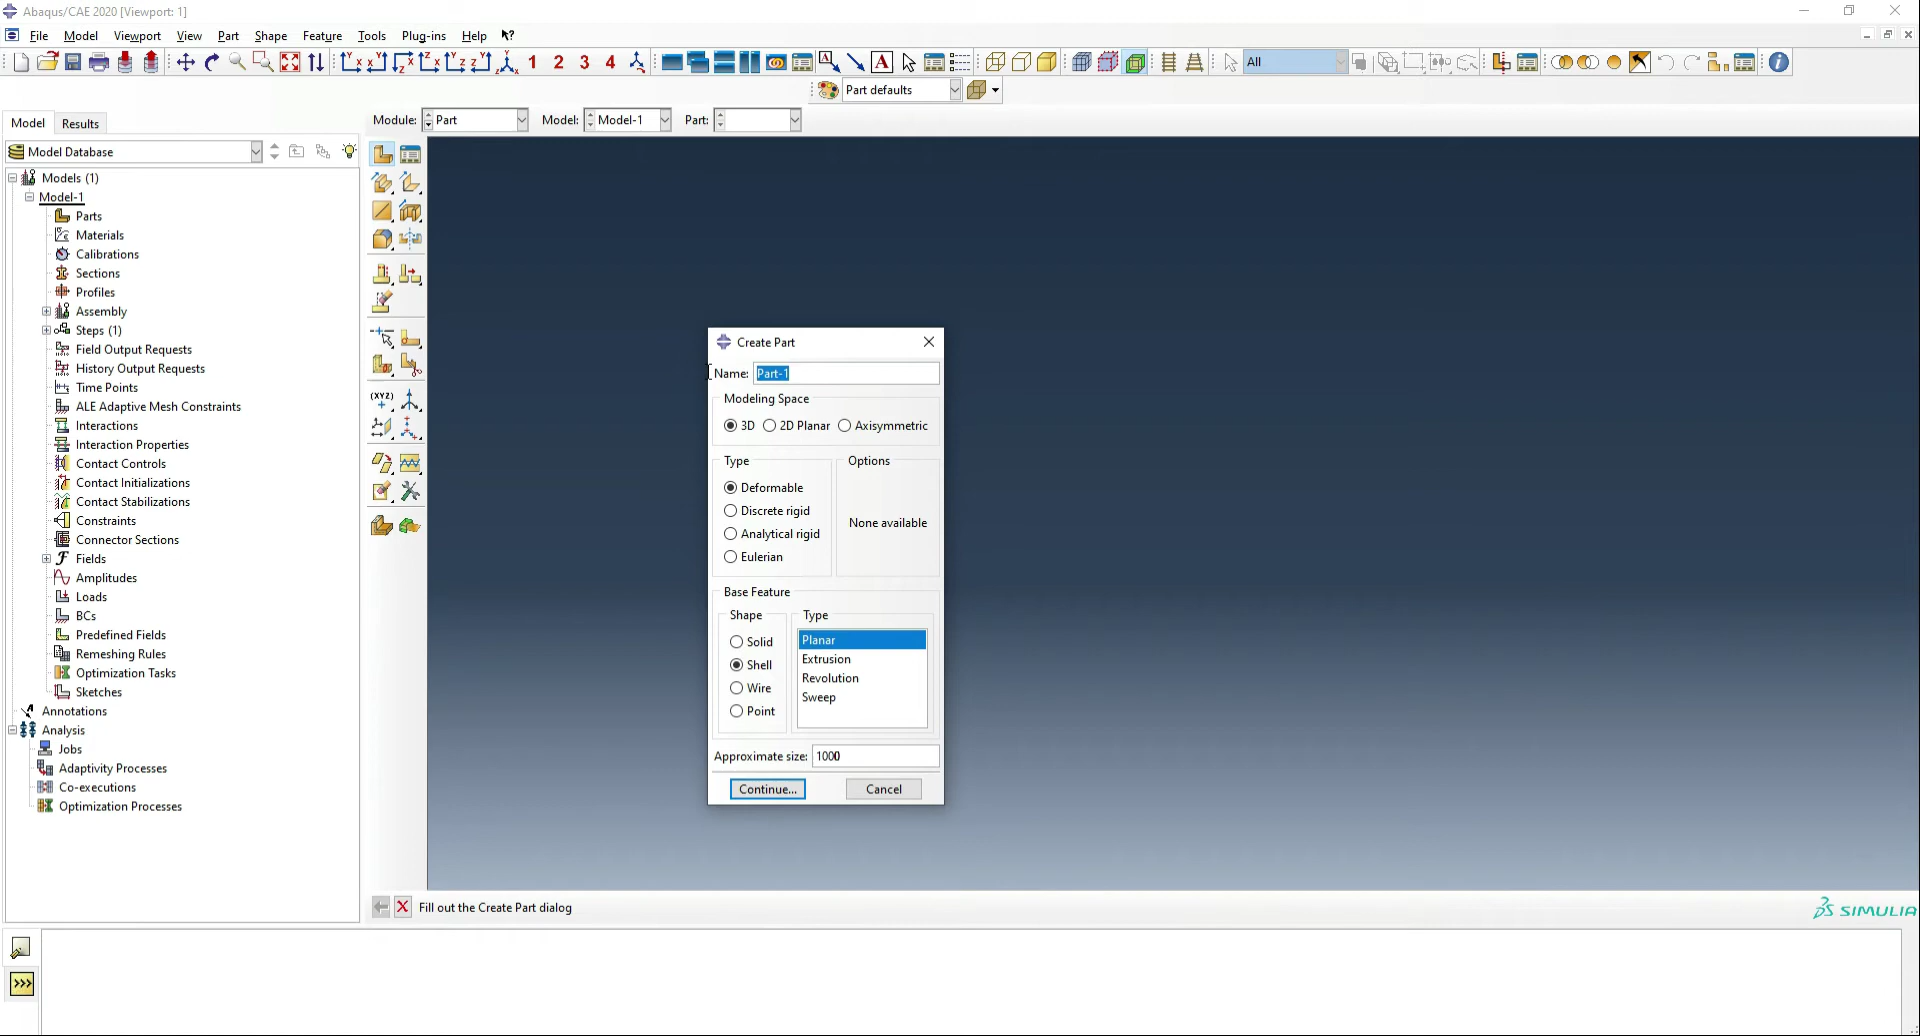 Abaqus/CAE 2020 [Viewport: 1]
File Model Viewport View Part Shape Feature Tools Plug-ins Help
1 2 3 4 A All
Part defaults
Model Results
Module: Part Model: Model-1 Part:
Model Database
Models (1)
Model-1
Parts
Materials
Calibrations
Sections
Profiles
Assembly
Steps (1)
Field Output Requests
History Output Requests
Time Points
ALE Adaptive Mesh Constraints
Interactions
Interaction Properties
Contact Controls
Contact Initializations
Contact Stabilizations
Constraints
Connector Sections
Fields
Amplitudes
Loads
BCs
Predefined Fields
Remeshing Rules
Optimization Tasks
Sketches
Annotations
Analysis
Jobs
Adaptivity Processes
Co-executions
Optimization Processes
(XYZ)
Create Part
Name: Part-1
Modeling Space
3D 2D Planar Axisymmetric
Type Options
Deformable
Discrete rigid
None available
Analytical rigid
Eulerian
Base Feature
Shape Type
Solid Planar
Shell Extrusion
Wire Revolution
Point Sweep
Approximate size: 1000
Continue... Cancel
Fill out the Create Part dialog
SIMULIA
>>>